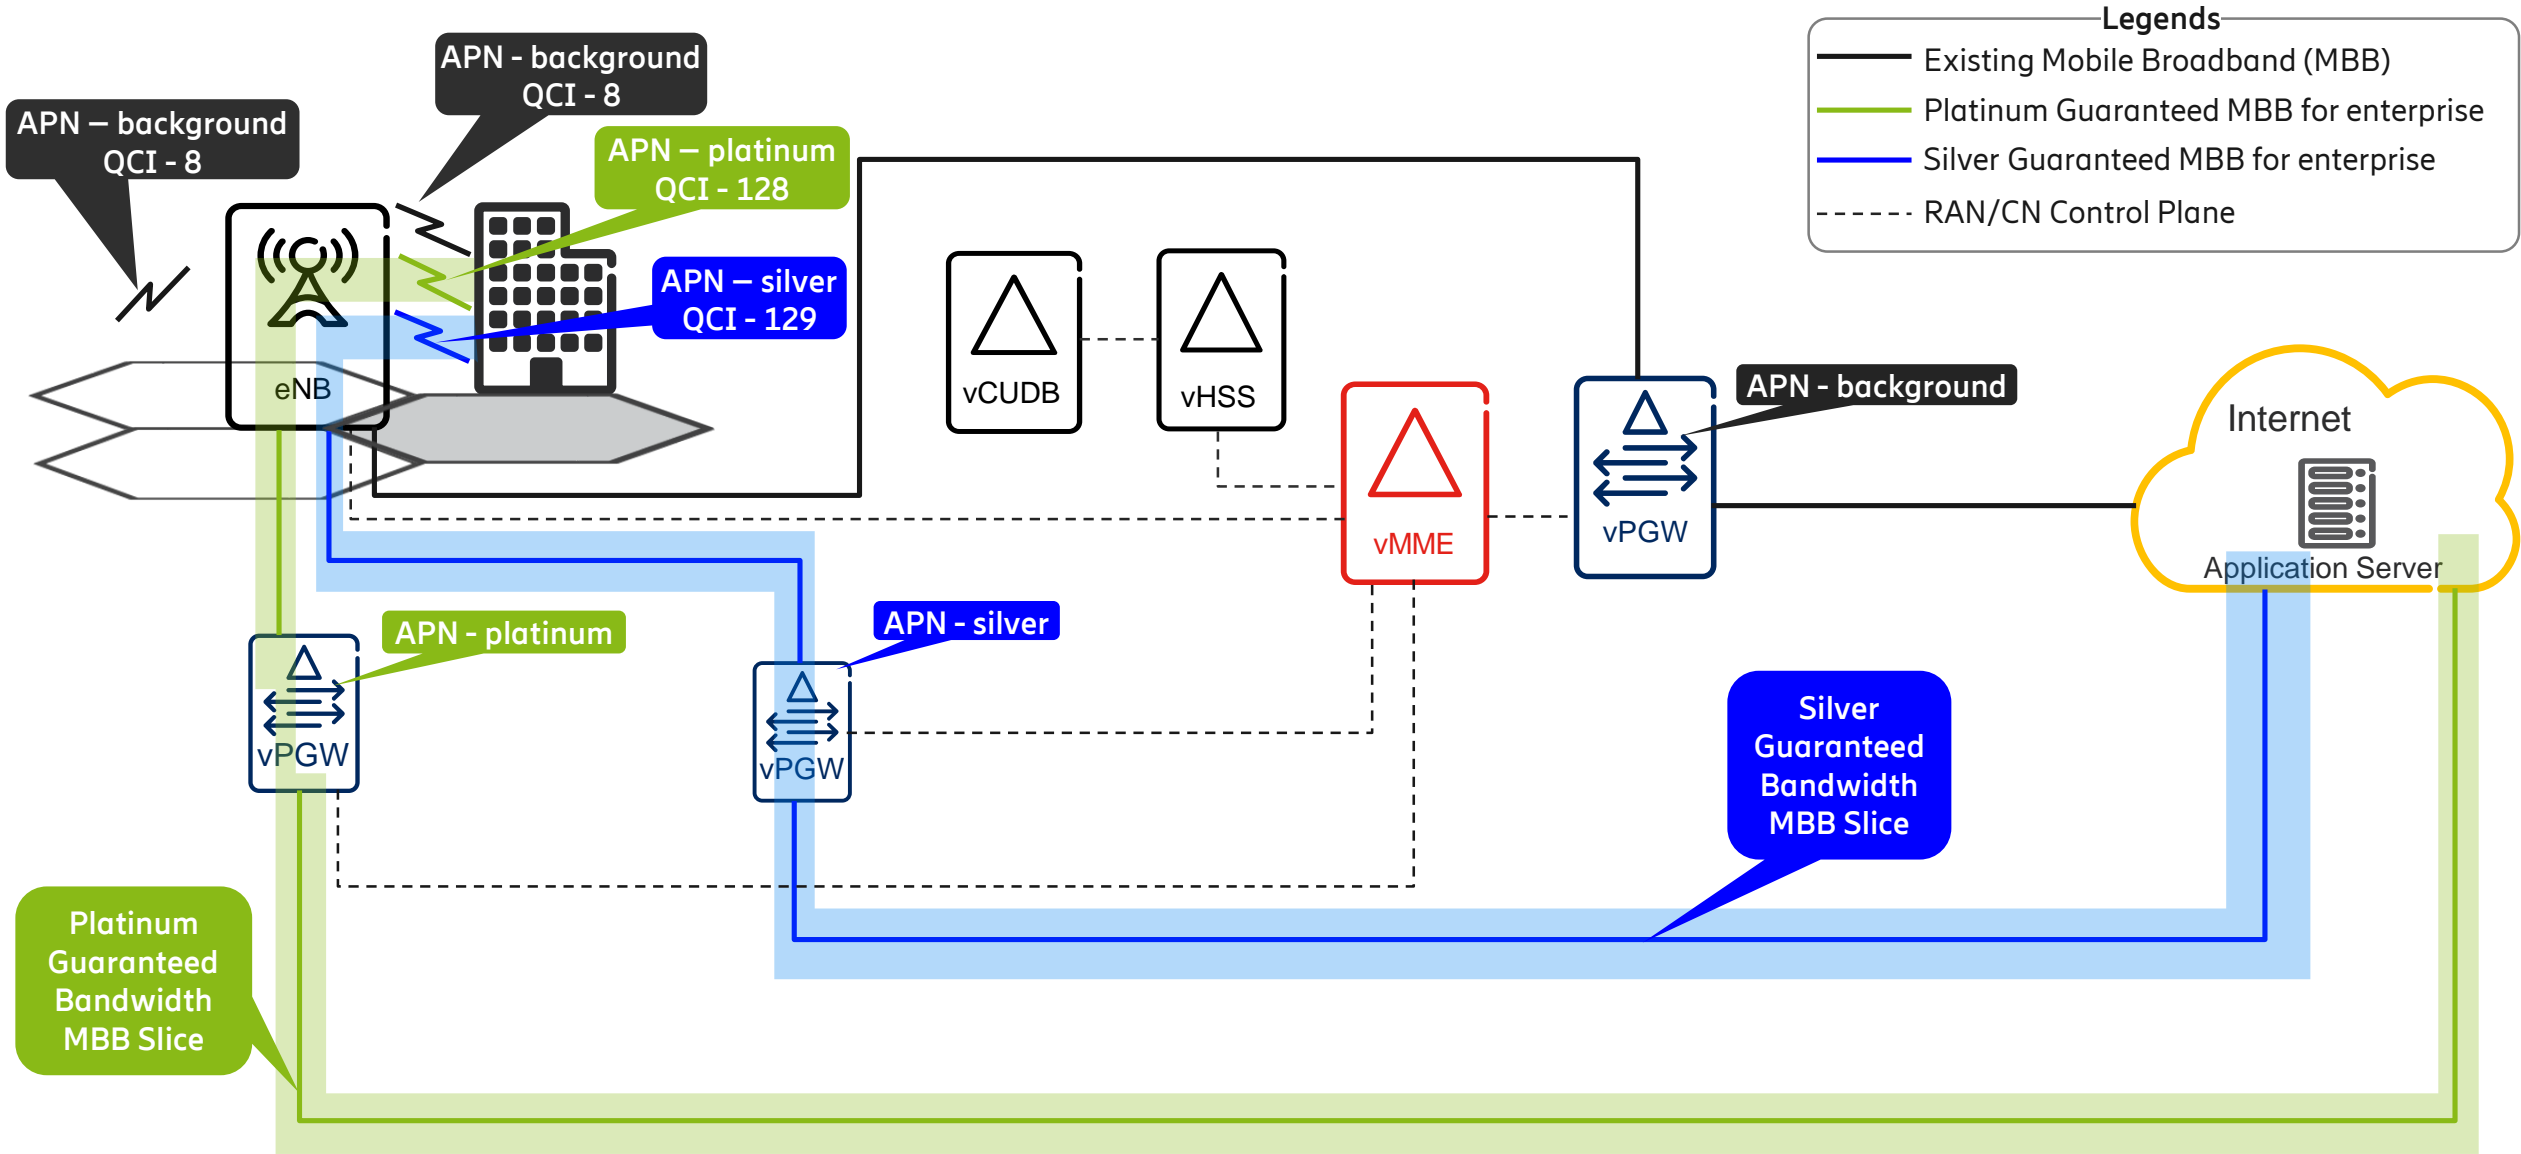 Legends
Existing Mobile Broadband (MBB)
Platinum Guaranteed MBB for enterprise
Silver Guaranteed MBB for enterprise
RAN/CN Control Plane
APN - background
QCI - 8
APN – background
QCI - 8
APN – platinum
QCI - 128
APN – silver
QCI - 129
eNB
vCUDB
vHSS
vMME
vPGW
APN - background
Internet
Application Server
APN - platinum
vPGW
APN - silver
vPGW
Silver
Guaranteed
Bandwidth
MBB Slice
Platinum
Guaranteed
Bandwidth
MBB Slice